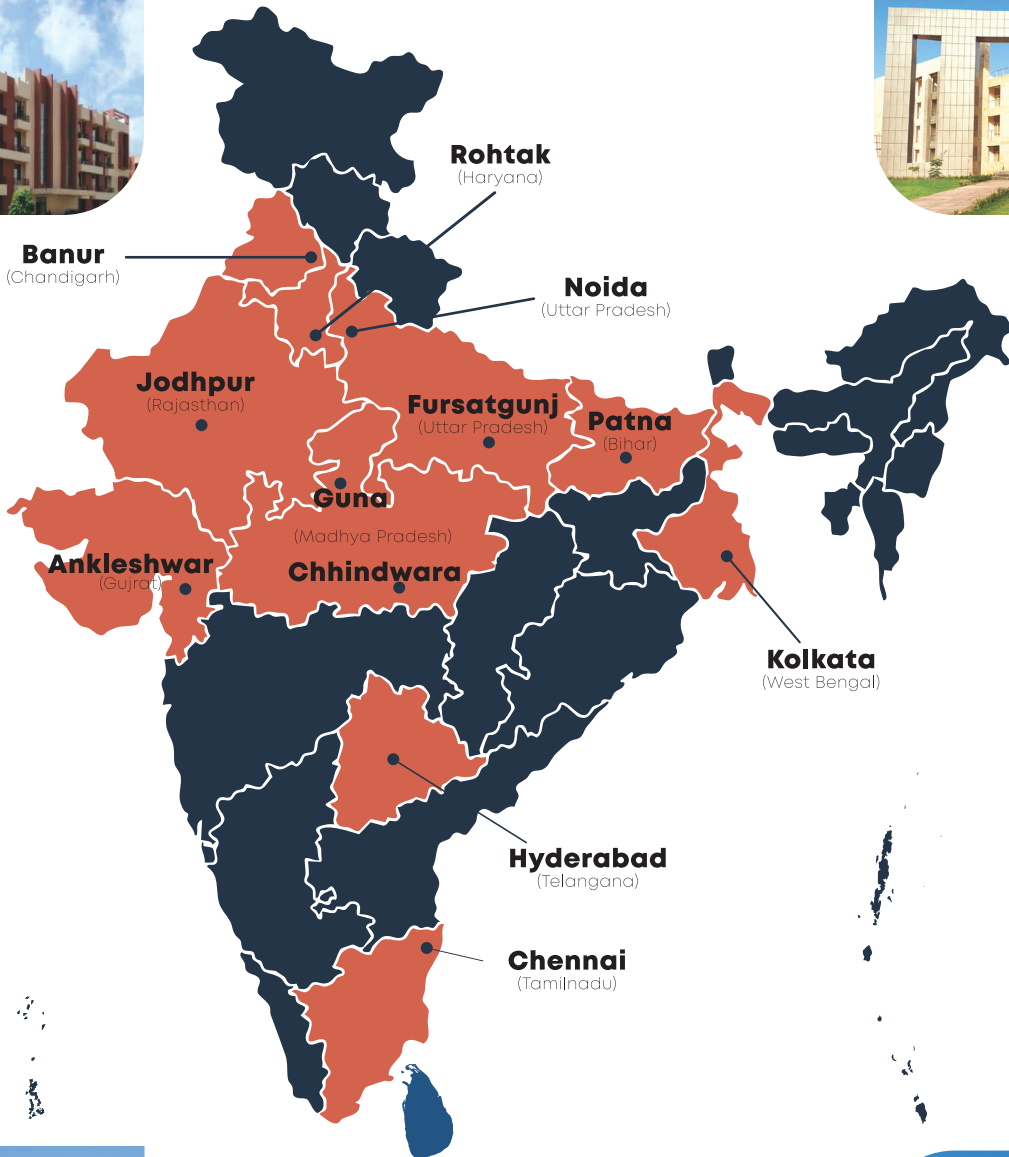 Rohtak
(Haryana)
Banur
(Chandigarh)
Noida
(Uttar Pradesh)
Jodhpur
(Rajasthan)
Fursatgunj
(Uttar Pradesh)
Patna
(Bihar)
Guna
(Madhya Pradesh)
Ankleshwar
(Gujrat)
Chhindwara
Kolkata
(West Bengal)
Hyderabad
(Telangana)
Chennai
(Tamilnadu)